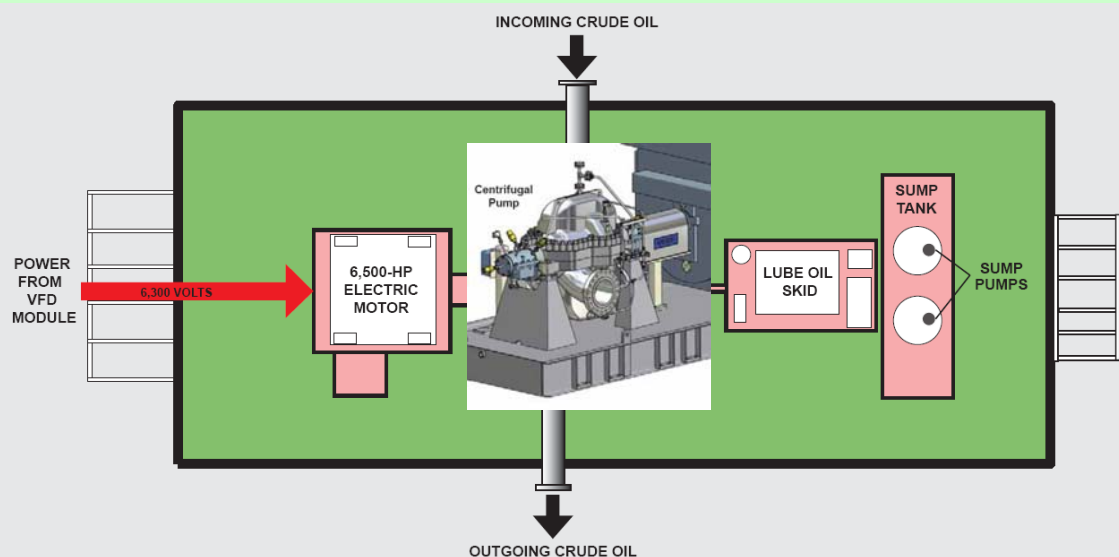 INCOMING CRUDE OIL
Centrifugal
Pump
POWER
FROM
VFD
MODULE
6,300 VOLTS
6,500-HP
ELECTRIC
MOTOR
LUBE OIL
SKID
SUMP
TANK
SUMP
PUMPS
OUTGOING CRUDE OIL